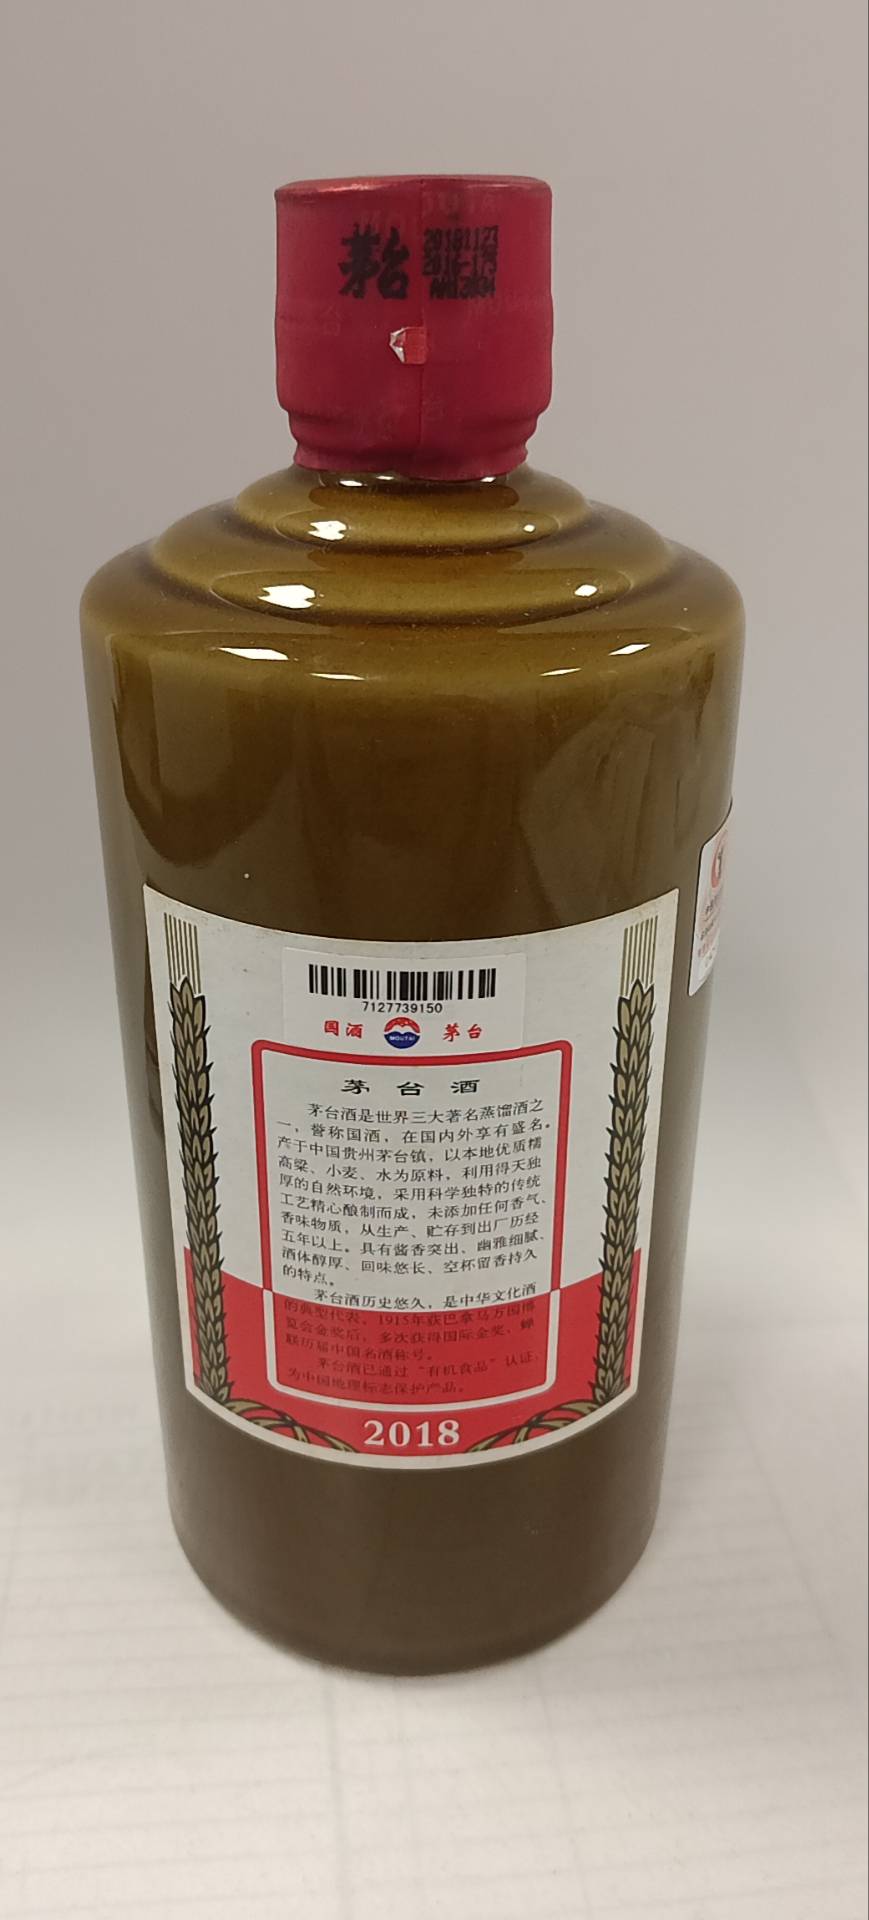 茅台
20181127
7127739150
国酒 MOUTAI 茅台
茅台酒
茅台酒是世界三大著名蒸馏酒之
一，誉称国酒，在国内外享有盛名。
产于中国贵州茅台镇，以本地优质糯
高粱、小麦、水为原料，利用得天独
厚的自然环境，采用科学独特的传统
工艺精心酿制而成，未添加任何香气、
香味物质，从生产、贮存到出厂历经
五年以上。具有酱香突出、幽雅细腻、
酒体醇厚、回味悠长、空杯留香持久
的特点。
茅台酒历史悠久，是中华文化酒
的典型代表。1915年获巴拿马万国博
览会金奖后，多次获得国际金奖，蝉
联历届中国名酒称号。
茅台酒已通过“有机食品”认证，
为中国地理标志保护产品。
2018